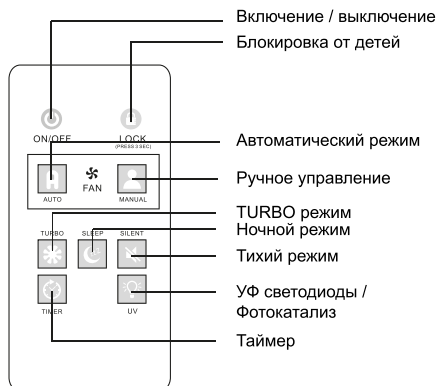 Включение / выключение
Блокировка от детей
ON/OFF
LOCK
(PRESS 3 SEC)
Автоматический режим
FAN
Ручное управление
AUTO
MANUAL
TURBO режим
TURBO
SLEEP
SILENT
Ночной режим
Тихий режим
УФ светодиоды /
Фотокатализ
TIMER
UV
Таймер